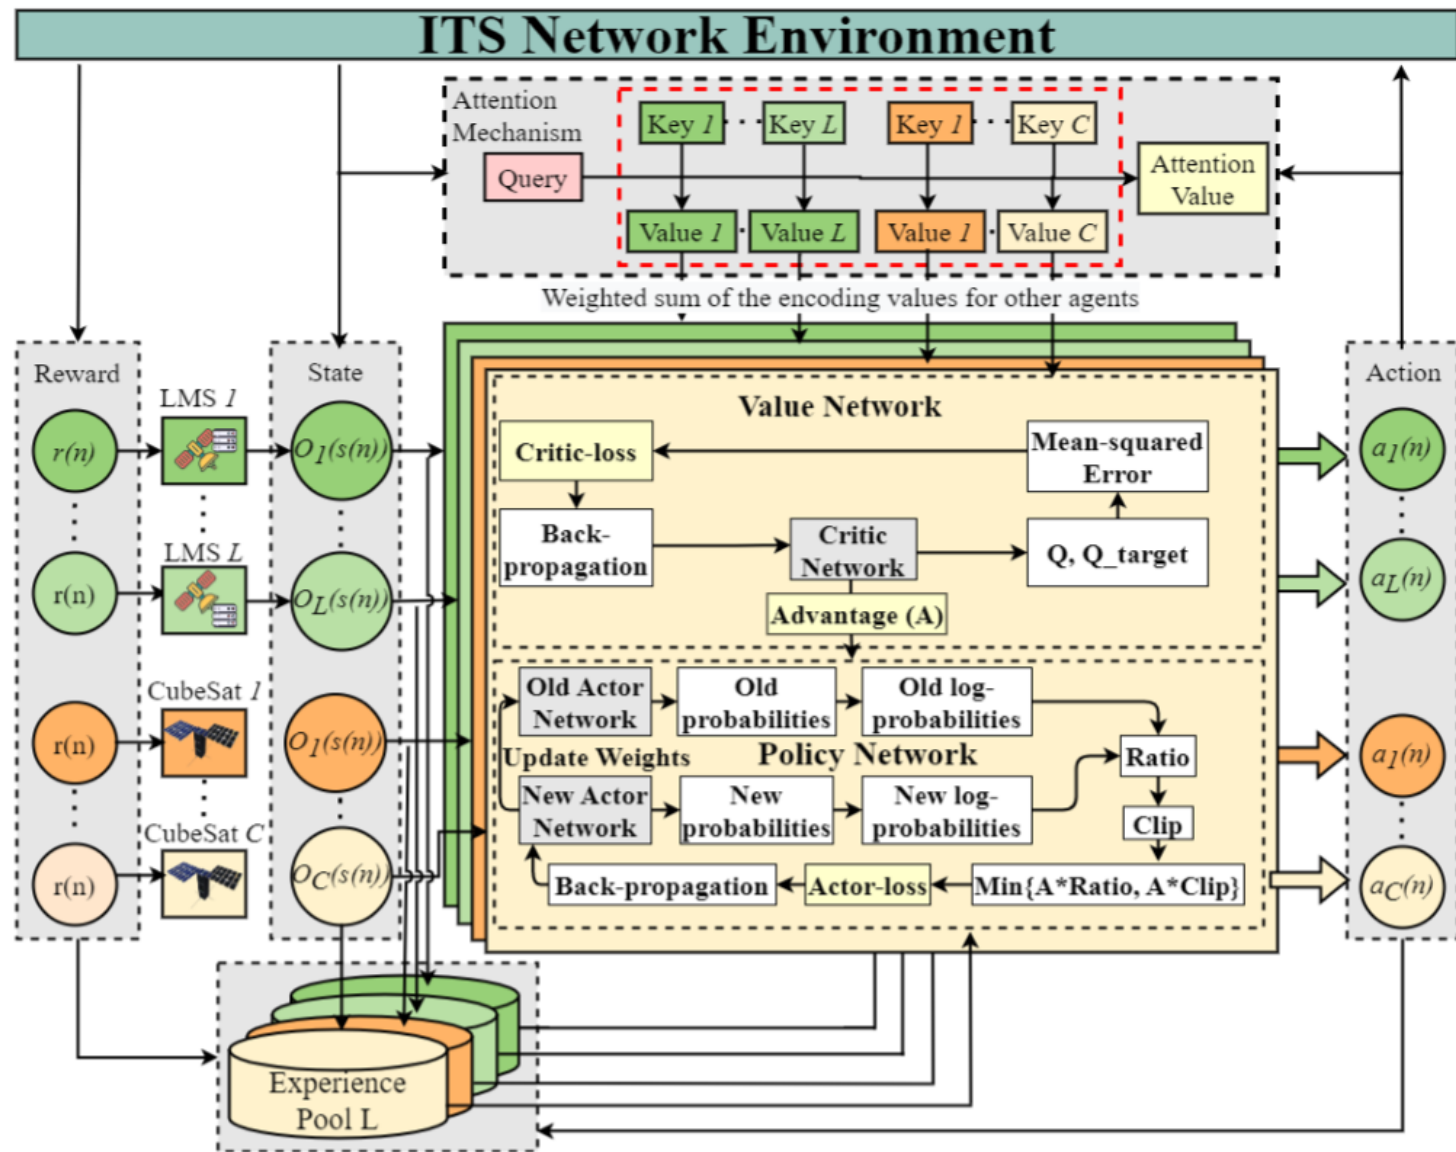 ITS Network Environment
Attention
Mechanism
Key 1
Key L
Key 1
Key C
Query
Attention
Value
Value 1
Value L
Value 1
Value C
Weighted sum of the encoding values for other agents
Reward
State
Action
LMS 1
r(n)
O1(s(n))
a1(n)
LMS L
r(n)
OL(s(n))
aL(n)
CubeSat 1
r(n)
O1(s(n))
a1(n)
CubeSat C
r(n)
OC(s(n))
aC(n)
Value Network
Critic-loss
Mean-squared
Error
Back-
propagation
Critic
Network
Q, Q_target
Advantage (A)
Old Actor
Network
Old
probabilities
Old log-
probabilities
Update Weights
Policy Network
Ratio
New Actor
Network
New
probabilities
New log-
probabilities
Clip
Back-propagation
Actor-loss
Min{A*Ratio, A*Clip}
Experience
Pool L